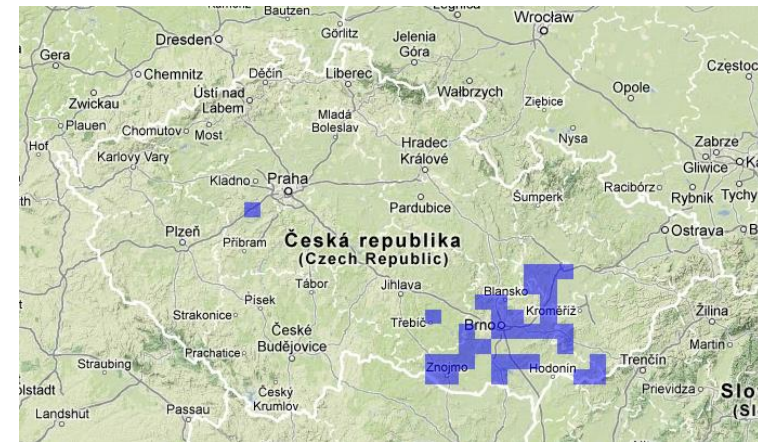 Bautzen
Wrocław
Dresden
Görlitz
Jelenia
Góra
Gera
Chemnitz
Děčín
Liberec
Częstoc
Zwickau
Ústí nad
Labem
Wałbrzych
Opole
Ziębice
Plauen
Chomutov
Most
Mladá
Boleslav
Hof
Nysa
Zabrze
Karlovy Vary
Hradec
Králové
Gliwice
Kladno
Praha
Racibórz
Rybnik
Tychy
Šumperk
Pardubice
Plzeň
Příbram
Česká republika
(Czech Republic)
Ostrava
Tábor
Jihlava
Blansko
Písek
Strakonice
Třebíč
Brno
Kroměříž
Žilina
České
Budějovice
Martin
Prachatice
Straubing
Znojmo
Hodonín
Trenčín
Prievidza
Český
Krumlov
Slo
(Sl
Landshut
Passau